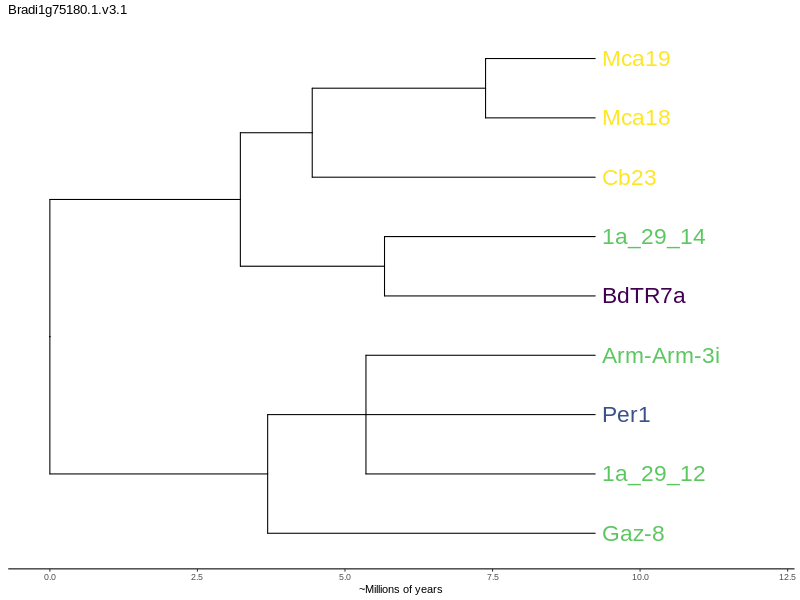 Bradi1g75180.1.v3.1
Mca19
Mca18
Cb23
1a_29_14
BdTR7a
Arm-Arm-3i
Per1
1a_29_12
Gaz-8
0.0 2.5 5.0 7.5 10.0 12.5
~Millions of years